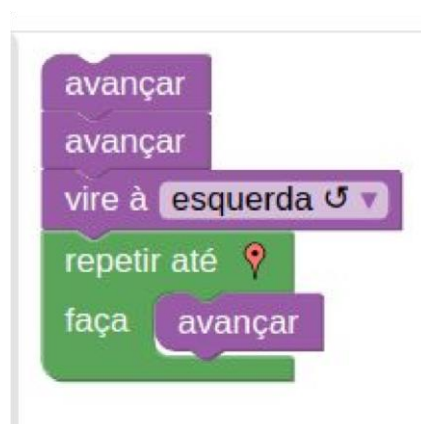 avançar
avançar
vire à esquerda ↺ ▼
repetir até
faça avançar